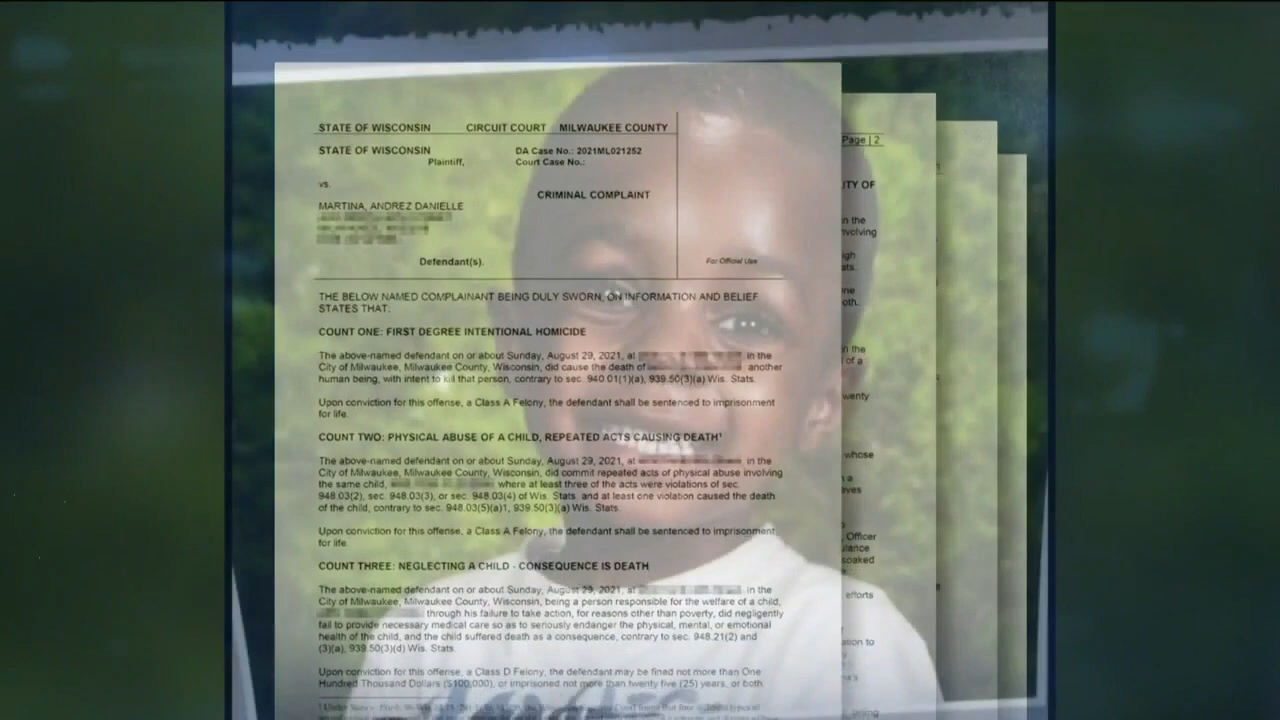 STATE OF WISCONSIN CIRCUIT COURT MILWAUKEE COUNTY
STATE OF WISCONSIN DA Case No.: 2021ML021252
Plaintiff, Court Case No.:
vs.
CRIMINAL COMPLAINT
MARTINA, ANDREZ DANIELLE
Defendant(s).
For Official Use
THE BELOW NAMED COMPLAINANT BEING DULY SWORN, ON INFORMATION AND BELIEF
STATES THAT:
COUNT ONE: FIRST DEGREE INTENTIONAL HOMICIDE
The above-named defendant on or about Sunday, August 29, 2021, at in the
City of Milwaukee, Milwaukee County, Wisconsin, did cause the death of another
human being, with intent to kill that person, contrary to sec. 940.01(1)(a), 939.50(3)(a) Wis. Stats.
Upon conviction for this offense, a Class A Felony, the defendant shall be sentenced to imprisonment
for life.
COUNT TWO: PHYSICAL ABUSE OF A CHILD, REPEATED ACTS CAUSING DEATH¹
The above-named defendant on or about Sunday, August 29, 2021, at in the
City of Milwaukee, Milwaukee County, Wisconsin, did commit repeated acts of physical abuse involving
the same child, where at least three of the acts were violations of sec.
948.03(2), sec. 948.03(3), or sec. 948.03(4) of Wis. Stats. and at least one violation caused the death
of the child, contrary to sec. 948.03(5)(a)1, 939.50(3)(a) Wis. Stats.
Upon conviction for this offense, a Class A Felony, the defendant shall be sentenced to imprisonment
for life.
COUNT THREE: NEGLECTING A CHILD - CONSEQUENCE IS DEATH
The above-named defendant on or about Sunday, August 29, 2021, at in the
City of Milwaukee, Milwaukee County, Wisconsin, being a person responsible for the welfare of a child,
through his failure to take action, for reasons other than poverty, did negligently
fail to provide necessary medical care so as to seriously endanger the physical, mental, or emotional
health of the child, and the child suffered death as a consequence, contrary to sec. 948.21(2) and
(3)(a), 939.50(3)(d) Wis. Stats.
Upon conviction for this offense, a Class D Felony, the defendant may be fined not more than One
Hundred Thousand Dollars ($100,000), or imprisoned not more than twenty five (25) years, or both
Page | 2
ITY OF
in the
nvolving
ats.
oth.
in the
of a
wenty
whose
Officer
soaked
efforts